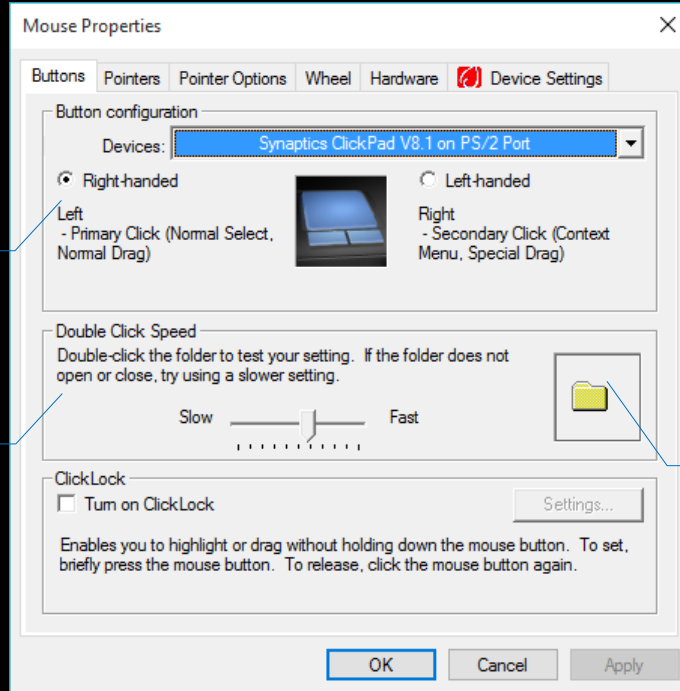 Mouse Properties
Buttons Pointers Pointer Options Wheel Hardware Device Settings
Button configuration
Devices: Synaptics ClickPad V8.1 on PS/2 Port
Right-handed
Left-handed
Left
- Primary Click (Normal Select,
Normal Drag)
Right
- Secondary Click (Context
Menu, Special Drag)
Double Click Speed
Double-click the folder to test your setting. If the folder does not
open or close, try using a slower setting.
Slow Fast
ClickLock
Turn on ClickLock
Settings...
Enables you to highlight or drag without holding down the mouse button. To set,
briefly press the mouse button. To release, click the mouse button again.
OK Cancel Apply